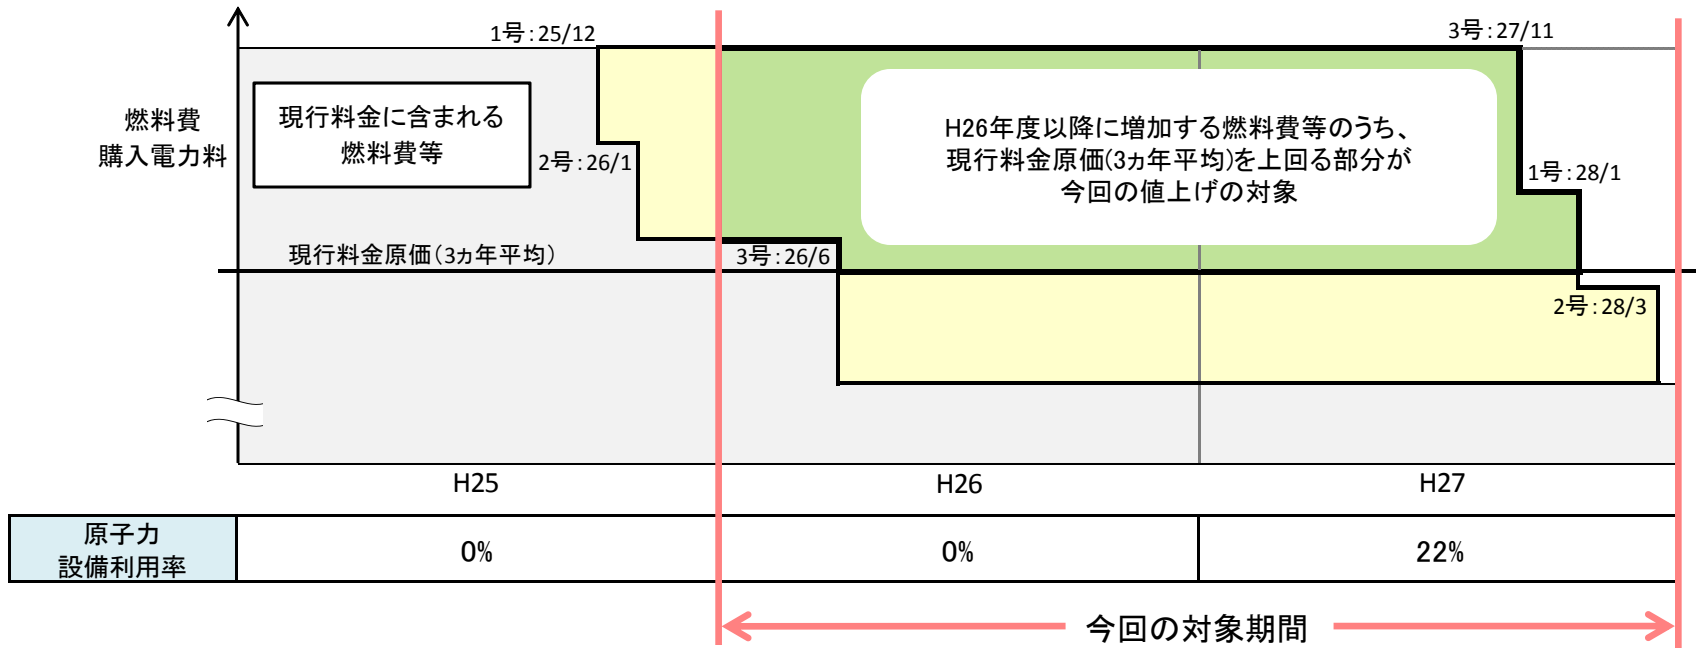 1号：25/12
3号：27/11
燃料費
購入電力料
現行料金に含まれる
燃料費等
2号：26/1
H26年度以降に増加する燃料費等のうち、
現行料金原価(3ヵ年平均)を上回る部分が
今回の値上げの対象
1号：28/1
現行料金原価（3ヵ年平均）
3号：26/6
2号：28/3
H25
H26
H27
原子力
設備利用率
0%
0%
22%
今回の対象期間